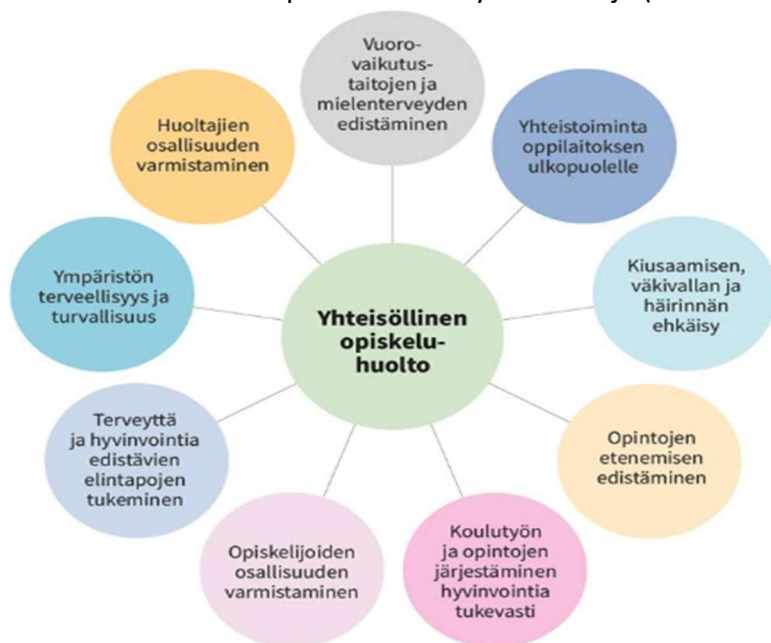 Vuoro-
vaikutus-
taitojen ja
mielenterveyden
edistäminen
Yhteistoiminta
oppilaitoksen
ulkopuolelle
Kiusaamisen,
väkivallan ja
häirinnän
ehkäisy
Opintojen
etenemisen
edistäminen
Koulutyön
ja opintojen
järjestäminen
hyvinvointia
tukevasti
Opiskelijoiden
osallisuuden
varmistaminen
Terveyttä
ja hyvinvointia
edistävien
elintapojen
tukeminen
Ympäristön
terveellisyys ja
turvallisuus
Huoltajien
osallisuuden
varmistaminen
Yhteisöllinen
opiskelu-
huolto